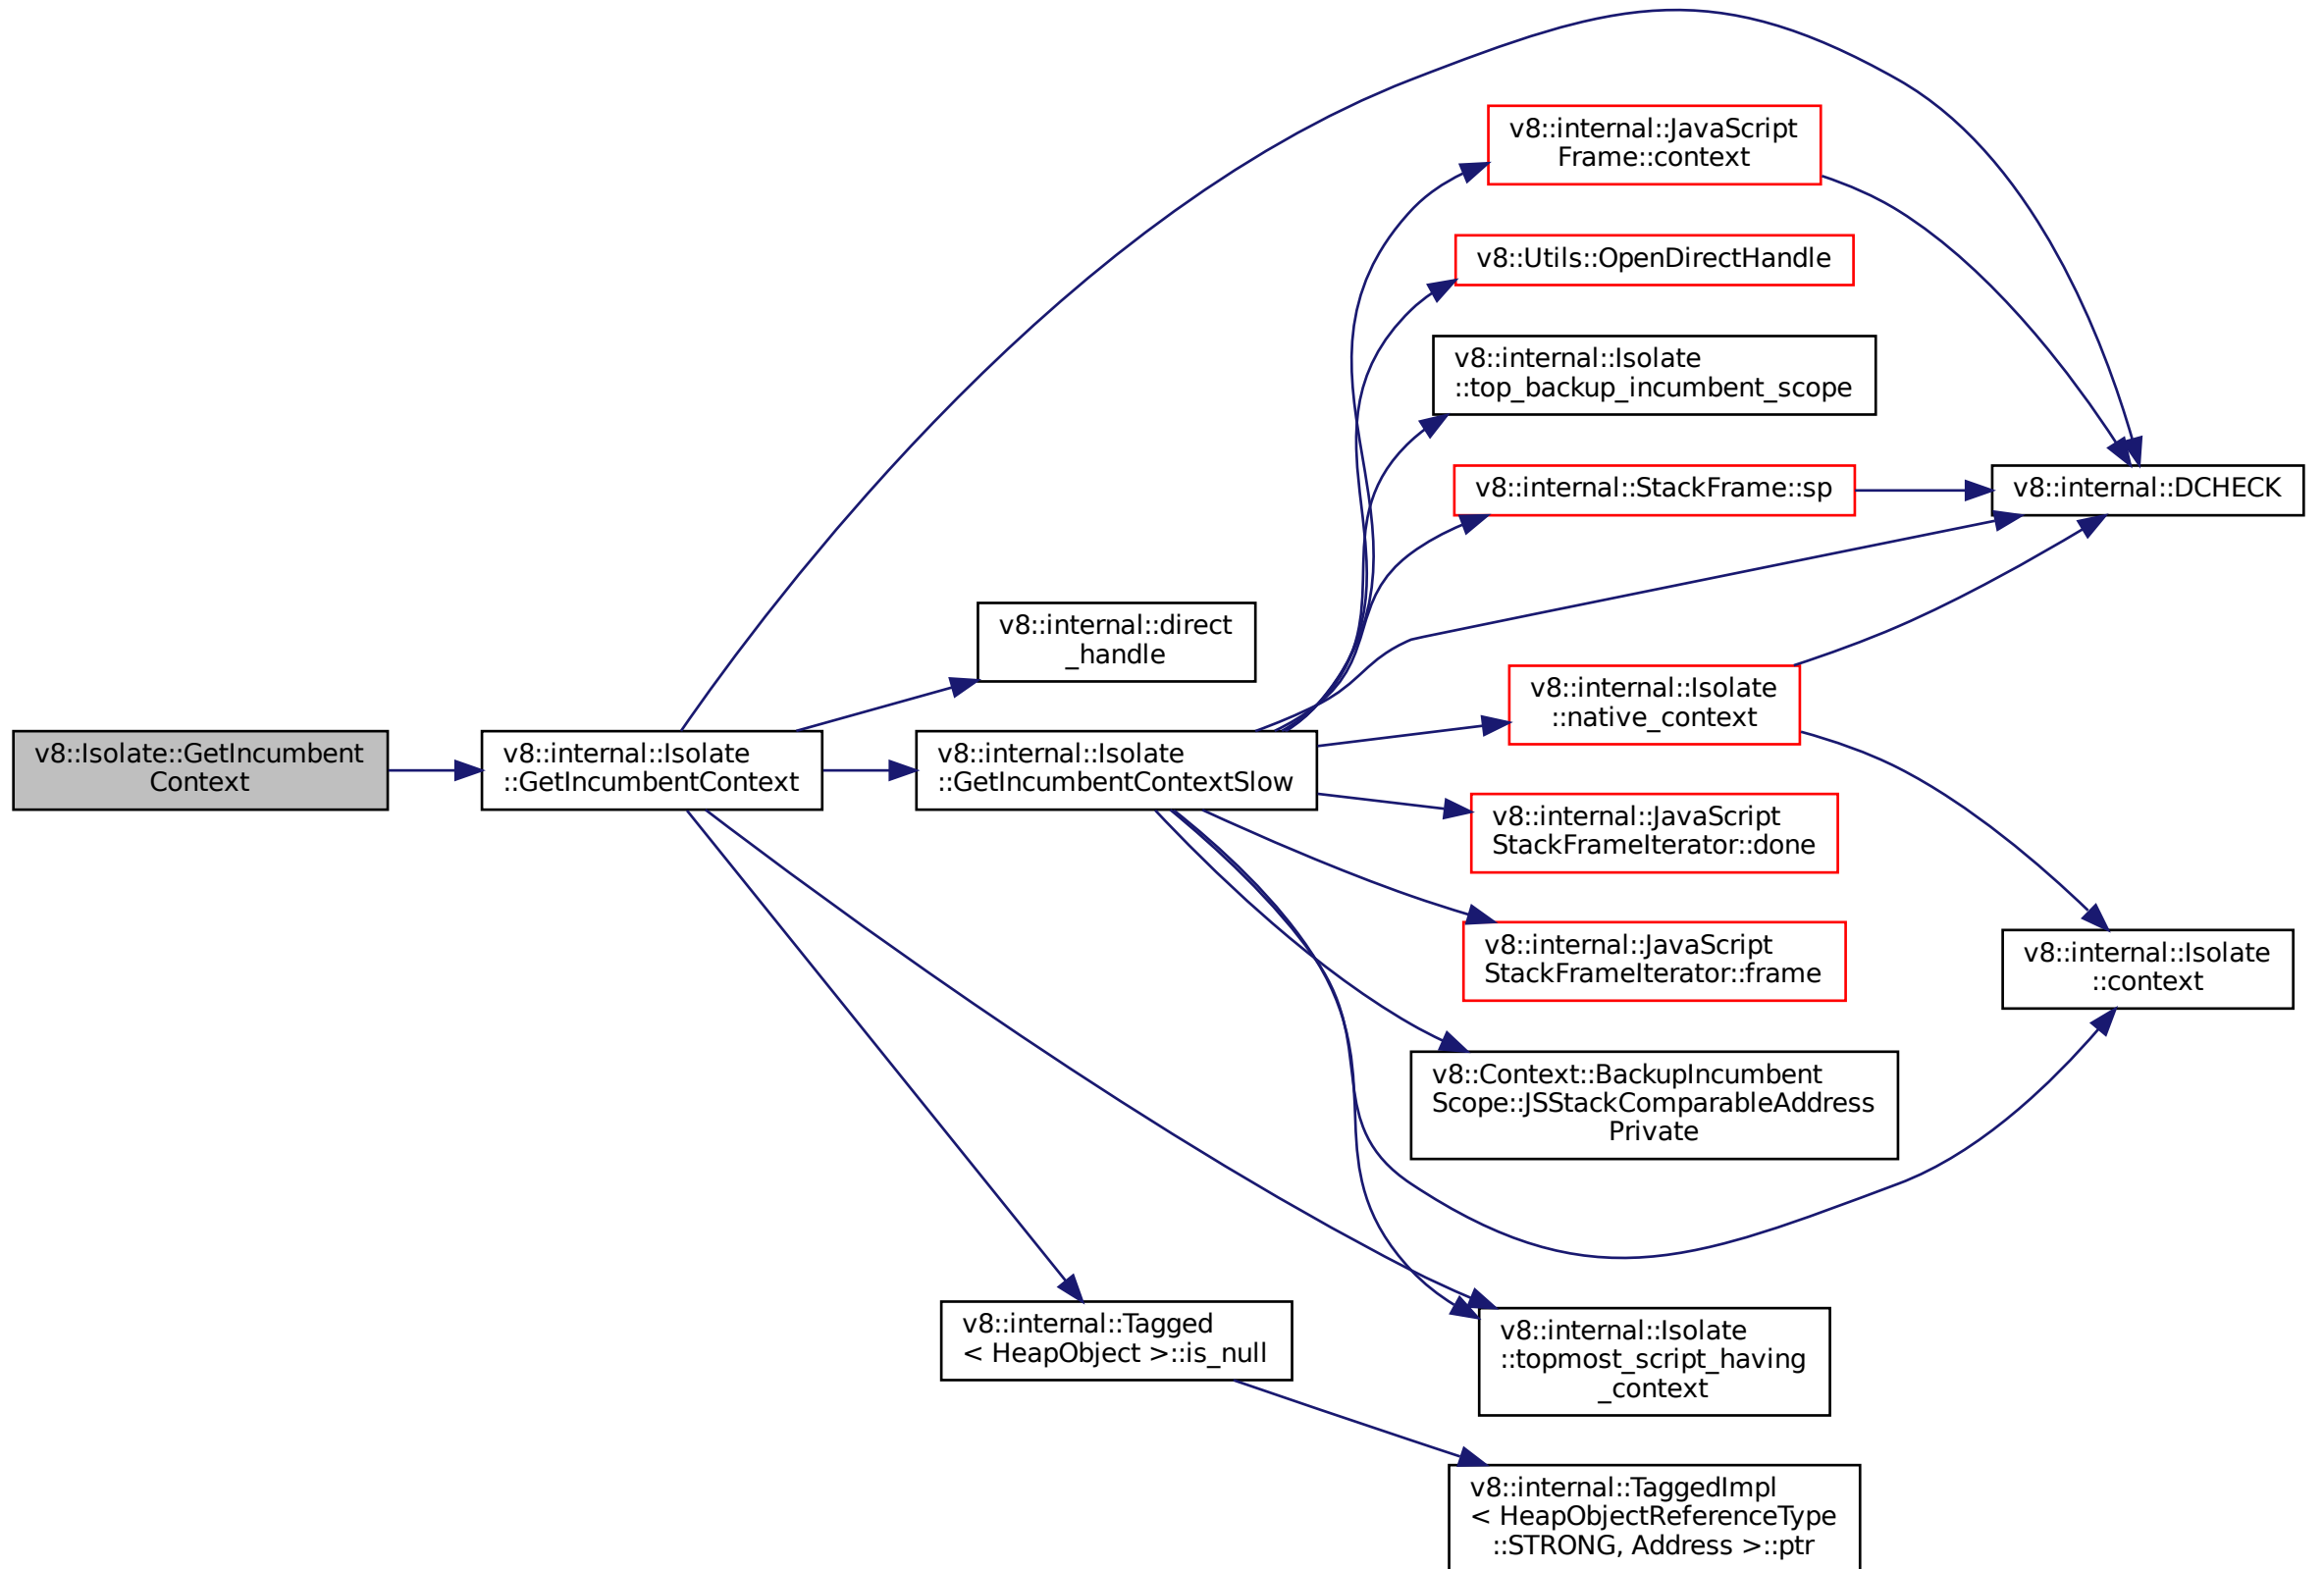 v8::Isolate::GetIncumbent
Context
v8::internal::Isolate
::GetIncumbentContext
v8::internal::direct
_handle
v8::internal::Isolate
::GetIncumbentContextSlow
v8::internal::Tagged
< HeapObject >::is_null
v8::internal::JavaScript
Frame::context
v8::Utils::OpenDirectHandle
v8::internal::Isolate
::top_backup_incumbent_scope
v8::internal::StackFrame::sp
v8::internal::Isolate
::native_context
v8::internal::JavaScript
StackFrameIterator::done
v8::internal::JavaScript
StackFrameIterator::frame
v8::Context::BackupIncumbent
Scope::JSStackComparableAddress
Private
v8::internal::Isolate
::topmost_script_having
_context
v8::internal::TaggedImpl
< HeapObjectReferenceType
::STRONG, Address >::ptr
v8::internal::DCHECK
v8::internal::Isolate
::context